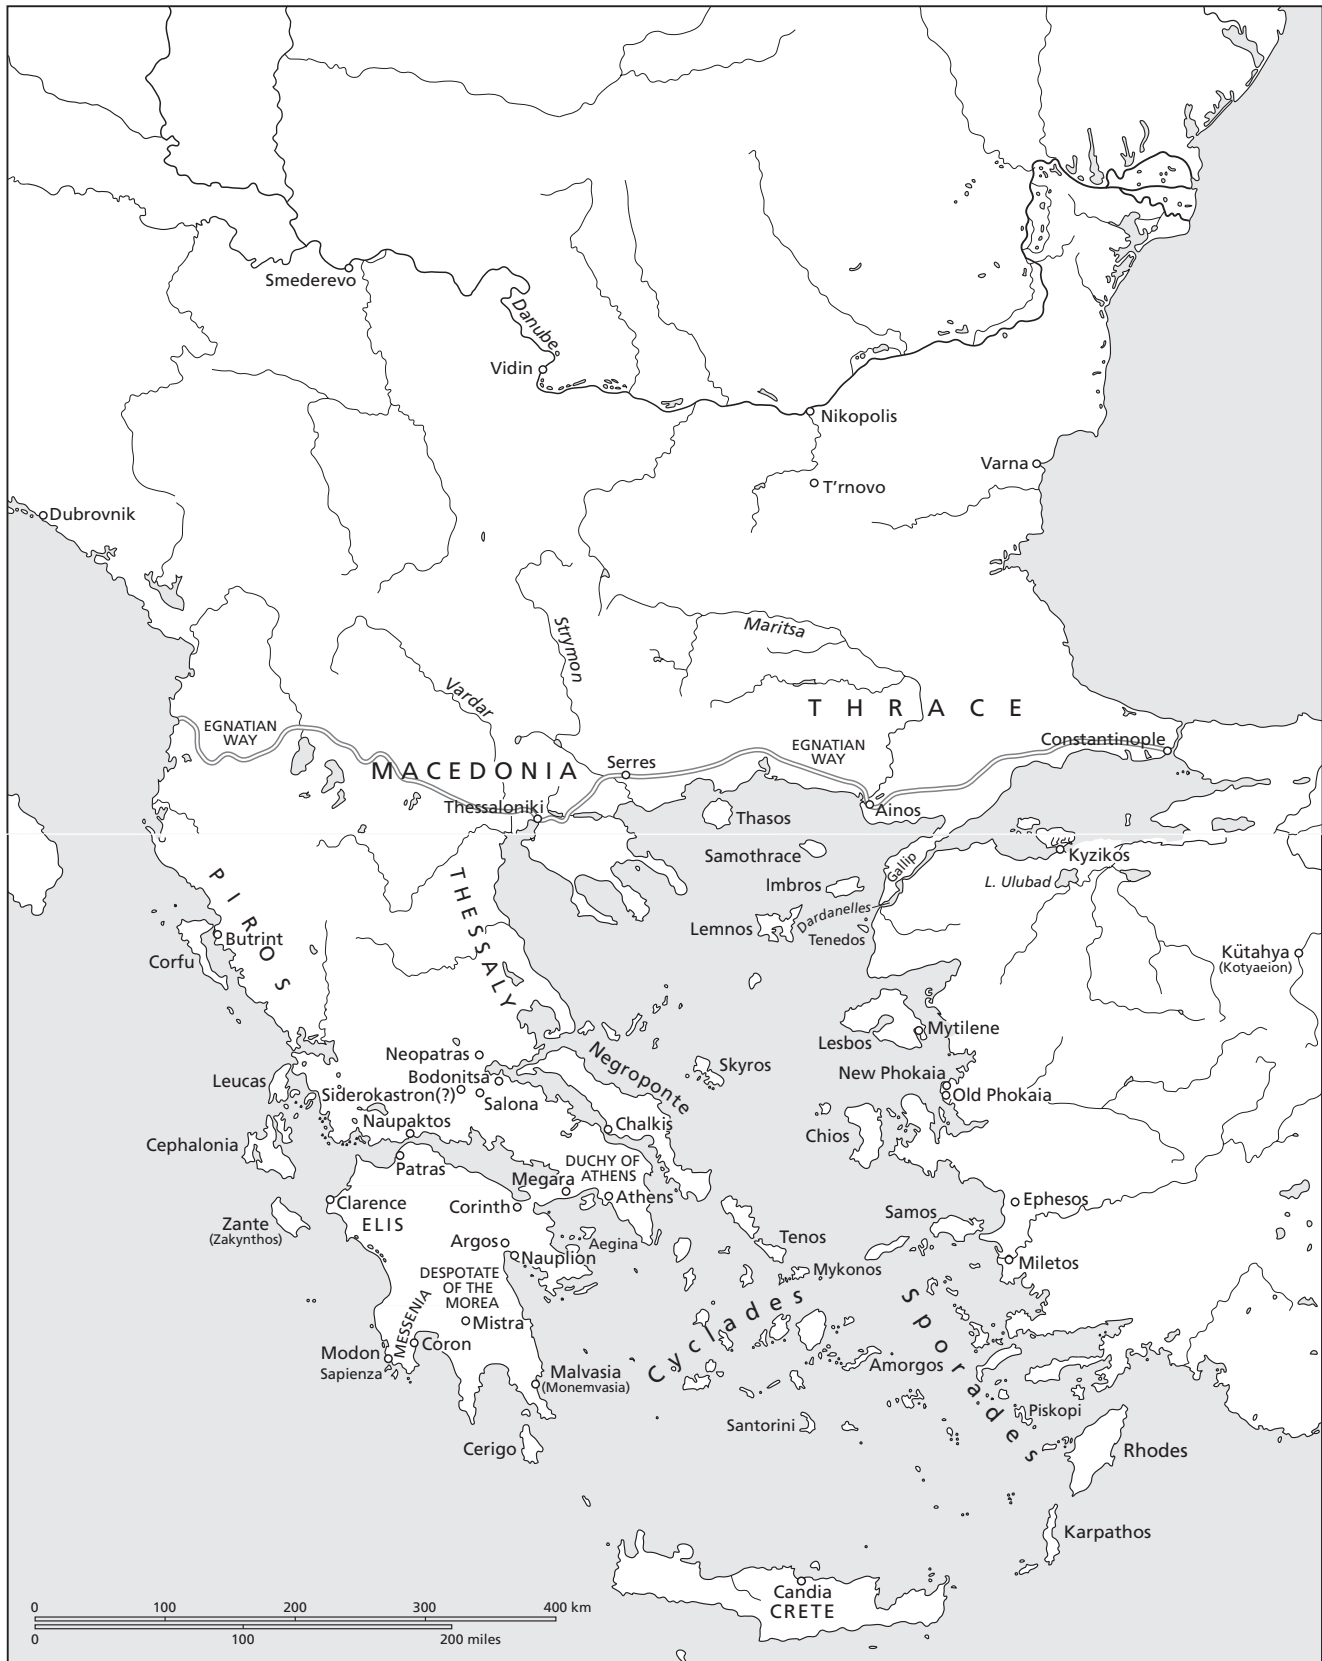 Smederevo
Danube
Vidin
Nikopolis
Varna
T'rnovo
Dubrovnik
Maritsa
Strymon
Vardar
THRACE
EGNATIAN
WAY
EGNATIAN
WAY
Constantinople
MACEDONIA
Serres
Thessaloniki
Thasos
Ainos
Samothrace
Gallip
Kyzikos
L. Ulubad
Imbros
PIROS
THESSALY
Dardanelles
Lemnos
Tenedos
Butrint
Corfu
Kütahya
(Kotyaeion)
Mytilene
Lesbos
Neopatras
Negroponte
Skyros
New Phokaia
Bodonitsa
Leucas
Siderokastron(?)
Salona
Old Phokaia
Naupaktos
Chalkis
Chios
Cephalonia
Patras
DUCHY OF
ATHENS
Megara
Athens
Clarence
Corinth
Ephesos
ELIS
Zante
(Zakynthos)
Samos
Argos
Aegina
Tenos
Nauplion
Mykonos
Miletos
DESPOTATE
OF THE
MOREA
MESSENIA
Cyclades
Sporades
Mistra
Coron
Modon
Sapienza
Malvasia
(Monemvasia)
Amorgos
Piskopi
Santorini
Cerigo
Rhodes
Karpathos
Candia
CRETE
0 100 200 300 400 km
0 100 200 miles